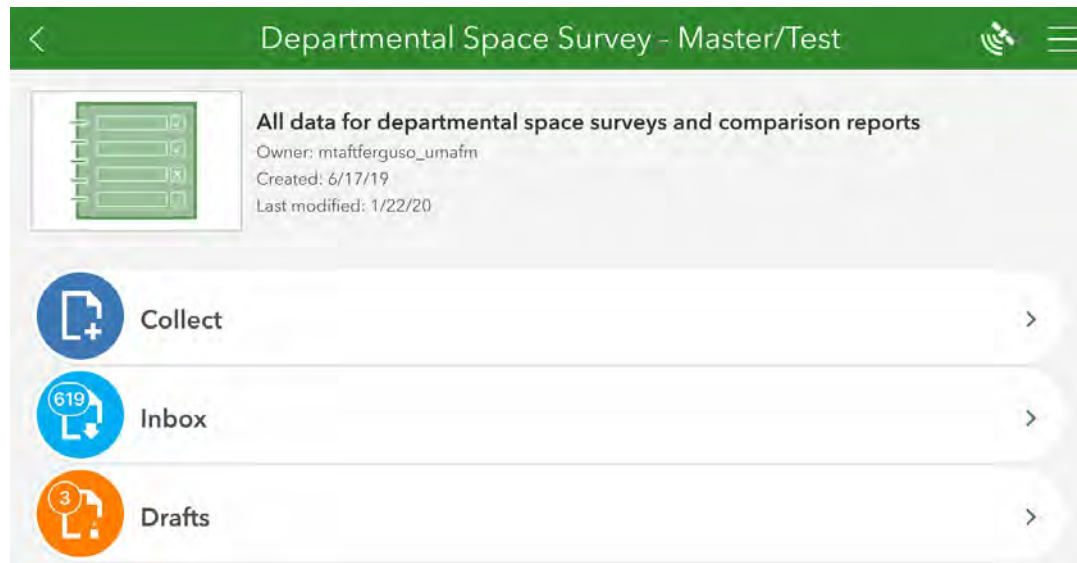 Departmental Space Survey - Master/Test
All data for departmental space surveys and comparison reports
Owner: mtaftferguso_umafm
Created: 6/17/19
Last modified: 1/22/20
Collect
619
Inbox
3
Drafts